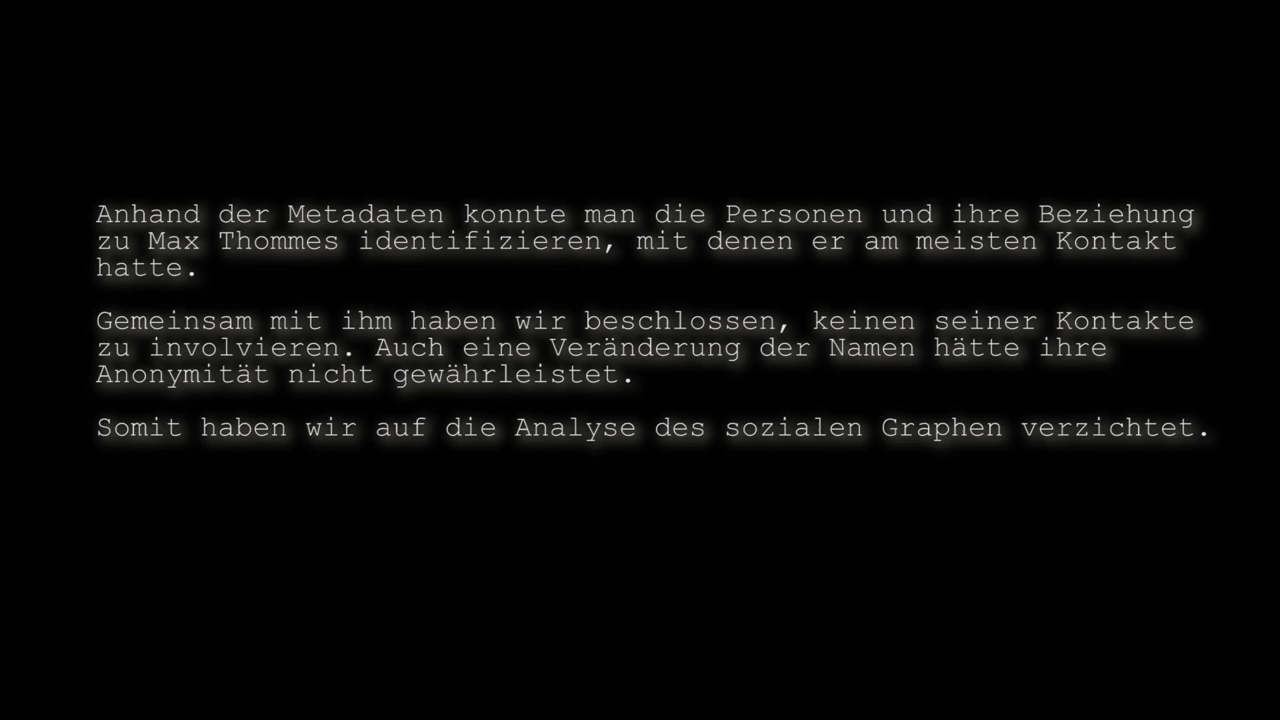 Anhand der Metadaten konnte man die Personen und ihre Beziehung
zu Max Thommes identifizieren, mit denen er am meisten Kontakt
hatte.
Gemeinsam mit ihm haben wir beschlossen, keinen seiner Kontakte
zu involvieren. Auch eine Veränderung der Namen hätte ihre
Anonymität nicht gewährleistet.
Somit haben wir auf die Analyse des sozialen Graphen verzichtet.